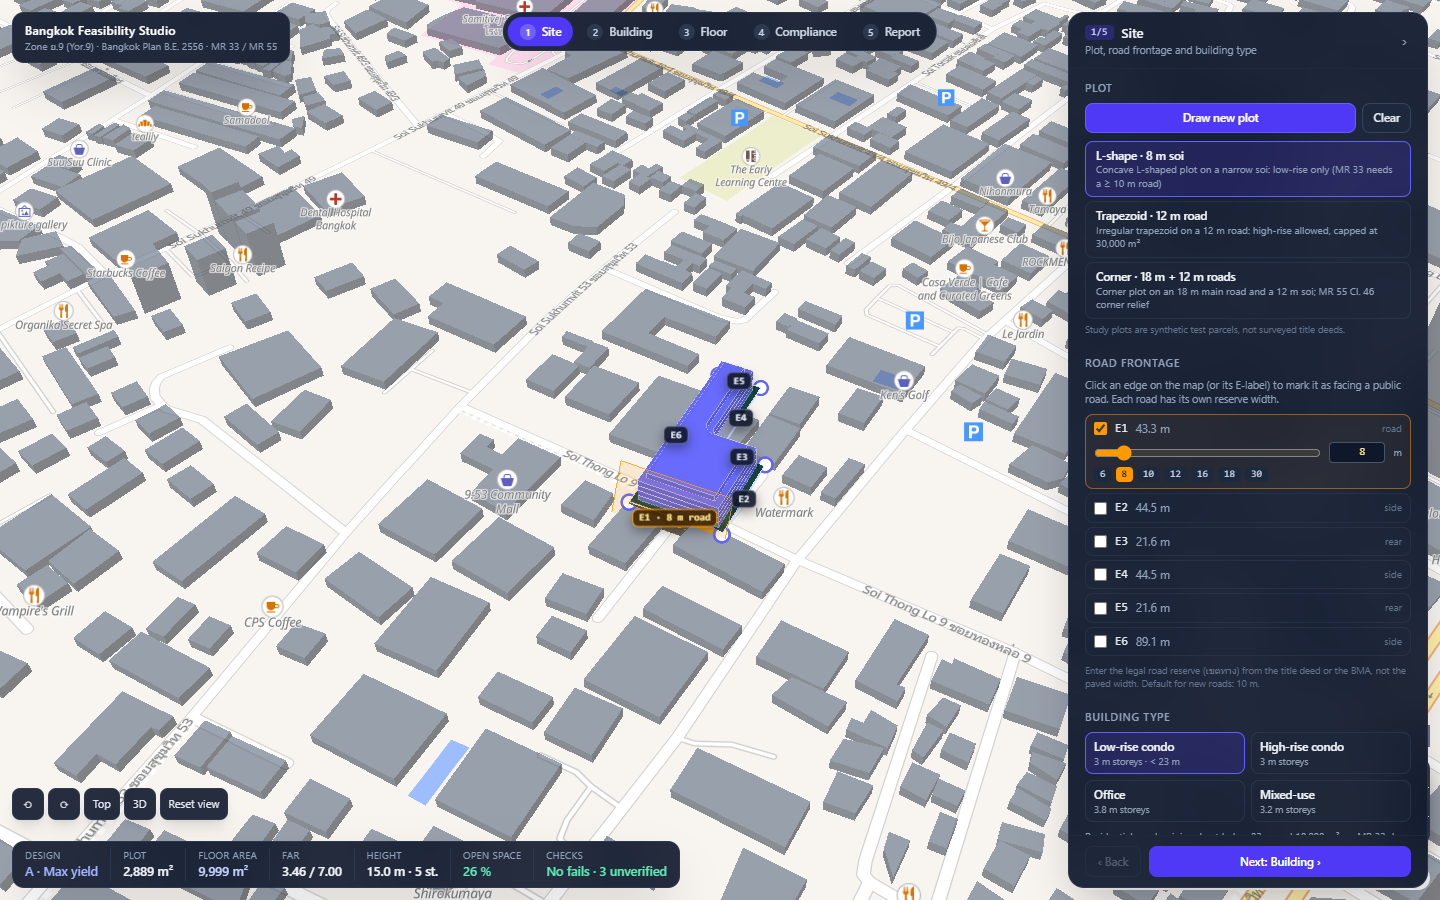 Bangkok Feasibility Studio
Zone ย.9 (Yor.9) · Bangkok Plan B.E. 2556 · MR 33 / MR 55
1 Site
2 Building
3 Floor
4 Compliance
5 Report
1/5 Site
Plot, road frontage and building type
PLOT
Draw new plot
Clear
L-shape · 8 m soi
Concave L-shaped plot on a narrow soi: low-rise only (MR 33 needs
a ≥ 10 m road)
Trapezoid · 12 m road
Irregular trapezoid on a 12 m road: high-rise allowed, capped at
30,000 m²
Corner · 18 m + 12 m roads
Corner plot on an 18 m main road and a 12 m soi; MR 55 Cl. 46
corner relief
Study plots are synthetic test parcels, not surveyed title deeds.
ROAD FRONTAGE
Click an edge on the map (or its E-label) to mark it as facing a public
road. Each road has its own reserve width.
E1 43.3 m road
8 m
6 8 10 12 16 18 30
E2 44.5 m side
E3 21.6 m rear
E4 44.5 m side
E5 21.6 m rear
E6 89.1 m side
Enter the legal road reserve (เขตทาง) from the title deed or the BMA, not the
paved width. Default for new roads: 10 m.
BUILDING TYPE
Low-rise condo
3 m storeys · < 23 m
High-rise condo
3 m storeys
Office
3.8 m storeys
Mixed-use
3.2 m storeys
‹ Back
Next: Building ›
Samadool
Suu Suu Clinic
Dental Hospital
Bangkok
Starbucks Coffee
Saigon Recipe
Organika Secret Spa
The Early
Learning Centre
P
P
P
P
Nihonmura
Tamaya
Bijo Japanese Club
Casa Verde | Cafe
and Curated Greens
Le Jardin
Ken's Golf
Soi Sukhumvit 53 ซอยสุขุมวิท 53
Soi Thong Lo 9
9:53 Community
Mall
Watermark
E5
E4
E6
E3
E2
E1 · 8 m road
CPS Coffee
Vampire's Grill
Soi Thong Lo 9 ซอยทองหล่อ 9
Top
3D
Reset view
DESIGN
A · Max yield
PLOT
2,889 m²
FLOOR AREA
9,999 m²
FAR
3.46 / 7.00
HEIGHT
15.0 m · 5 st.
OPEN SPACE
26 %
CHECKS
No fails · 3 unverified
Shirokumaya